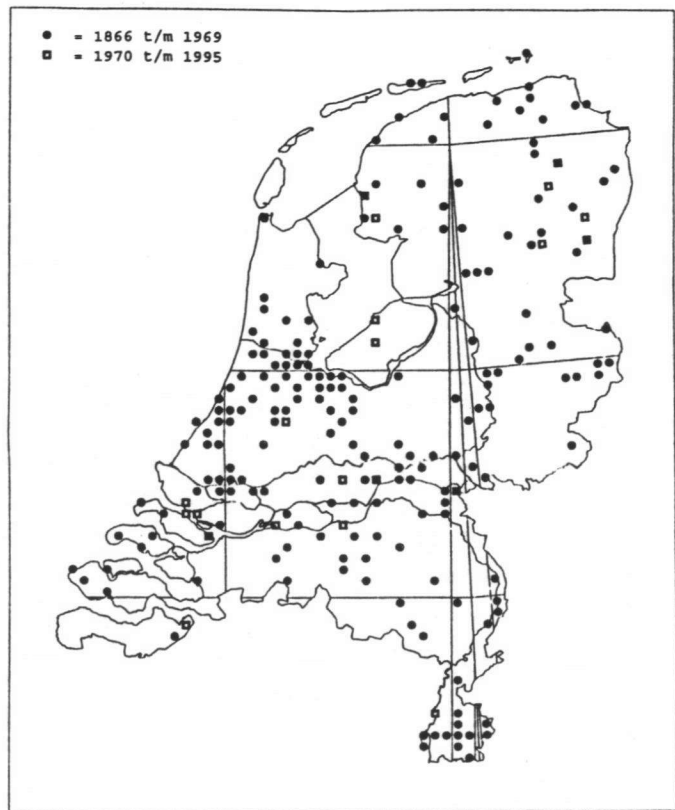 ● = 1866 t/m 1969
◘ = 1970 t/m 1995